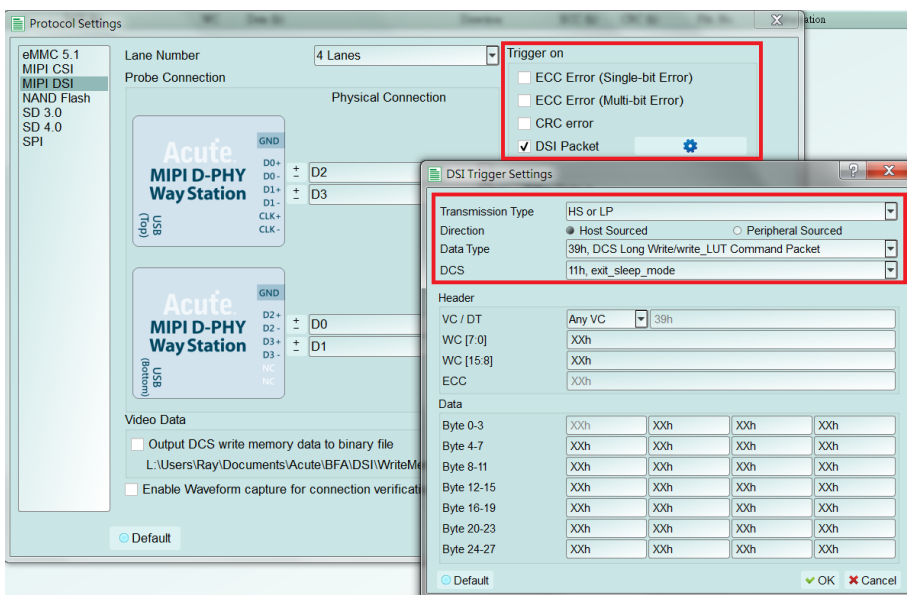 Protocol Settings
ation
eMMC 5.1
MIPI CSI
MIPI DSI
NAND Flash
SD 3.0
SD 4.0
SPI
Lane Number
4 Lanes
Probe Connection
Physical Connection
Acute
MIPI D-PHY
Way Station
USB
(Top)
GND
D0+
D0-
D1+
D1-
CLK+
CLK-
± D2
± D3
Acute
MIPI D-PHY
Way Station
USB
(Bottom)
GND
D2+
D2-
D3+
D3-
NC
NC
± D0
± D1
Video Data
Output DCS write memory data to binary file
L:\Users\Ray\Documents\Acute\BFA\DSI\WriteMe
Enable Waveform capture for connection verificati
Default
Trigger on
ECC Error (Single-bit Error)
ECC Error (Multi-bit Error)
CRC error
DSI Packet
DSI Trigger Settings
Transmission Type HS or LP
Direction Host Sourced Peripheral Sourced
Data Type 39h, DCS Long Write/write_LUT Command Packet
DCS 11h, exit_sleep_mode
Header
VC / DT Any VC 39h
WC [7:0] XXh
WC [15:8] XXh
ECC XXh
Data
Byte 0-3 XXh XXh XXh XXh
Byte 4-7 XXh XXh XXh XXh
Byte 8-11 XXh XXh XXh XXh
Byte 12-15 XXh XXh XXh XXh
Byte 16-19 XXh XXh XXh XXh
Byte 20-23 XXh XXh XXh XXh
Byte 24-27 XXh XXh XXh XXh
Default
OK
Cancel